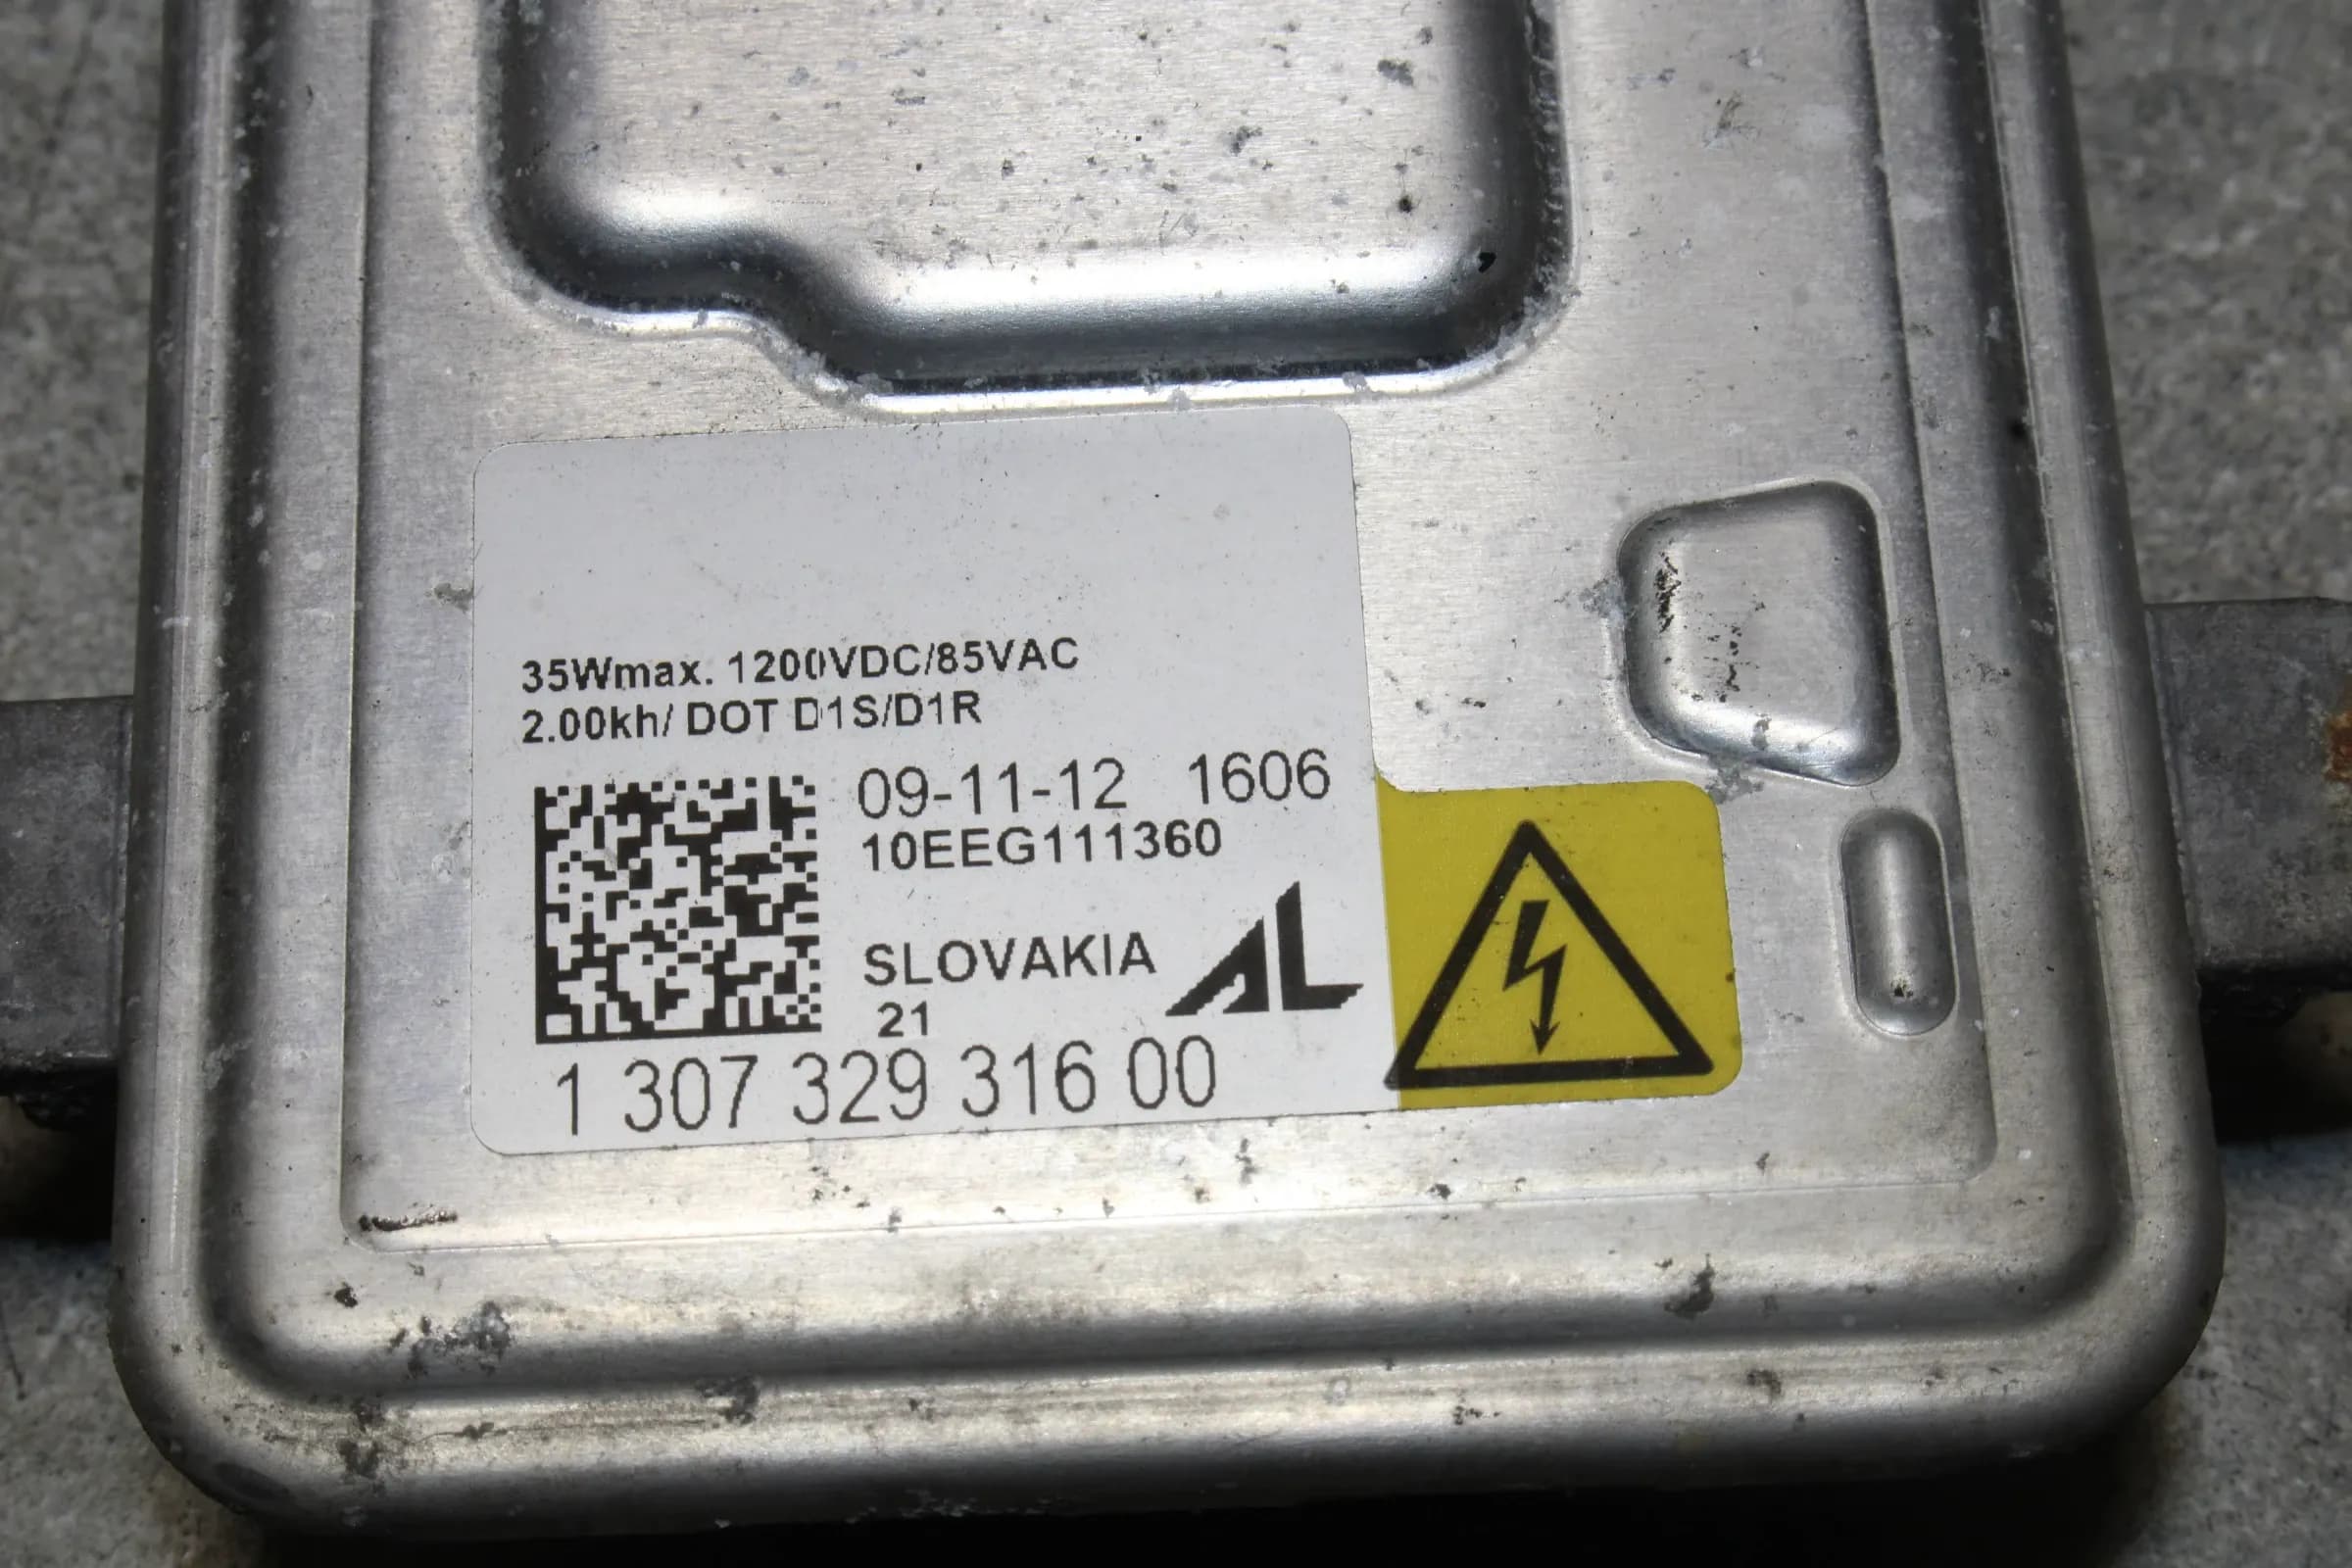 35Wmax. 1200VDC/85VAC
2.00kh/ DOT D1S/D1R
09-11-12 1606
10EEG111360
SLOVAKIA AL
21
1 307 329 316 00